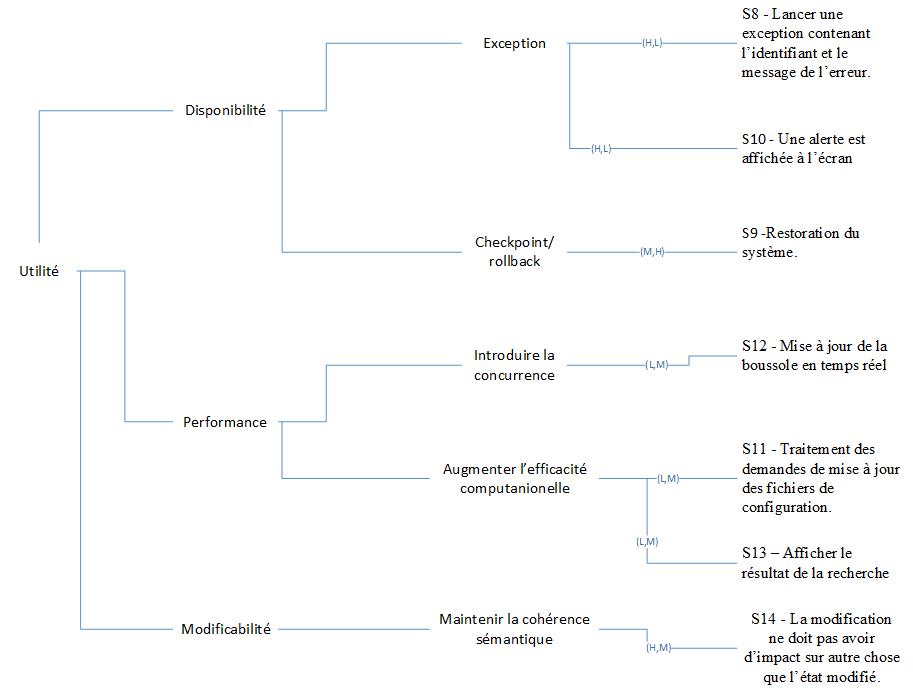 S8 - Lancer une
exception contenant
l'identifiant et le
message de l'erreur.
Exception
(H,L)
Disponibilité
S10 - Une alerte est
affichée à l'écran
(H,L)
S9 -Restoration du
système.
Checkpoint/
rollback
(M,H)
Utilité
S12 - Mise à jour de la
boussole en temps réel
Introduire la
concurrence
(L,M)
Performance
S11 - Traitement des
demandes de mise à jour
des fichiers de
configuration.
Augmenter l'efficacité
computanionelle
(L,M)
(L,M)
S13 – Afficher le
résultat de la recherche
Modificabilité
Maintenir la cohérence
sémantique
(H,M)
S14 - La modification
ne doit pas avoir
d'impact sur autre chose
que l'état modifié.